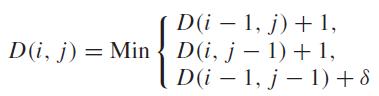 D(i − 1, j) + 1,
D(i, j) = Min { D(i, j − 1) + 1,
D(i − 1, j − 1) + δ